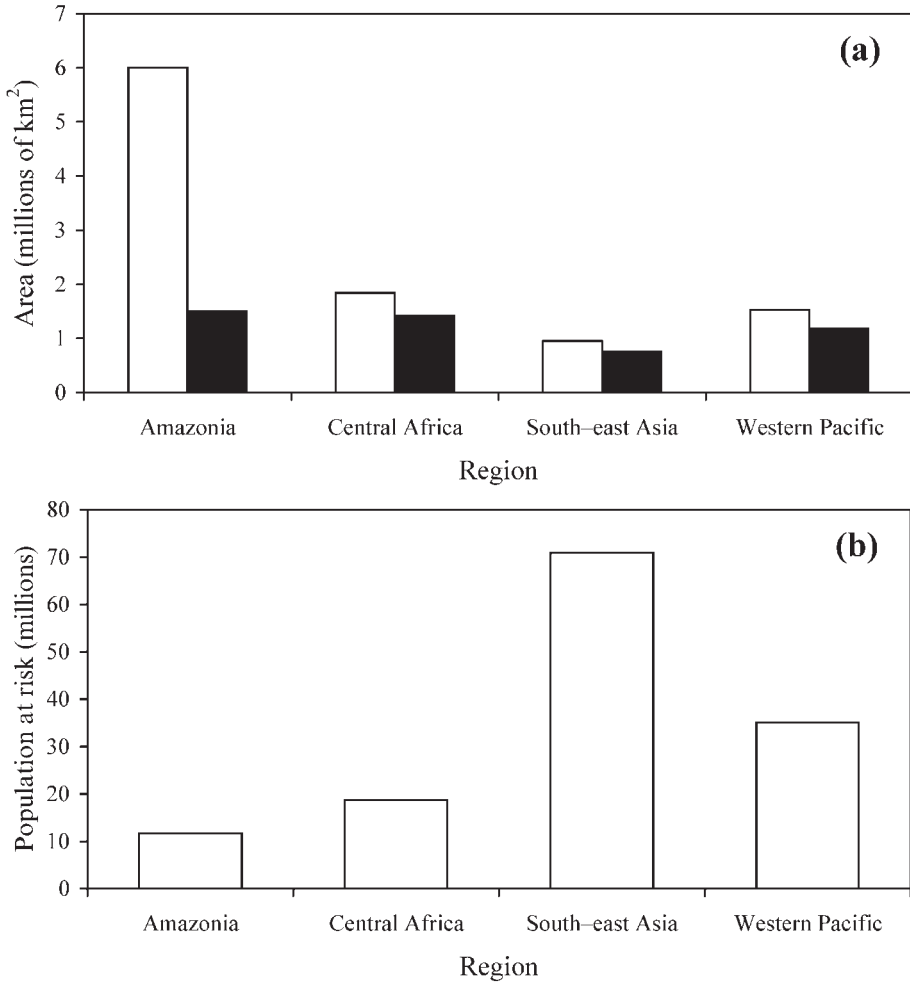 (a)
Area (millions of km²)
7
6
5
4
3
2
1
0
Amazonia Central Africa South–east Asia Western Pacific
Region
(b)
Population at risk (millions)
80
70
60
50
40
30
20
10
0
Amazonia Central Africa South–east Asia Western Pacific
Region